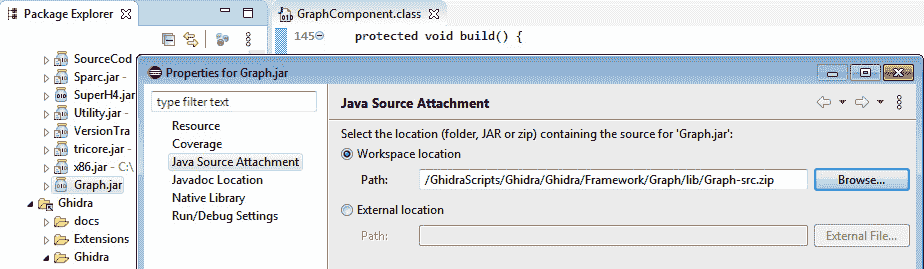 Package Explorer
GraphComponent.class
145 protected void build() {
SourceCod
Sparc.jar -
SuperH4.jar
Utility.jar -
VersionTra
tricore.jar -
x86.jar - C:\
Graph.jar
Ghidra
docs
Extensions
Ghidra
Properties for Graph.jar
type filter text
Resource
Coverage
Java Source Attachment
Javadoc Location
Native Library
Run/Debug Settings
Java Source Attachment
Select the location (folder, JAR or zip) containing the source for 'Graph.jar':
Workspace location
Path: /GhidraScripts/Ghidra/Ghidra/Framework/Graph/lib/Graph-src.zip Browse...
External location
Path: External File...